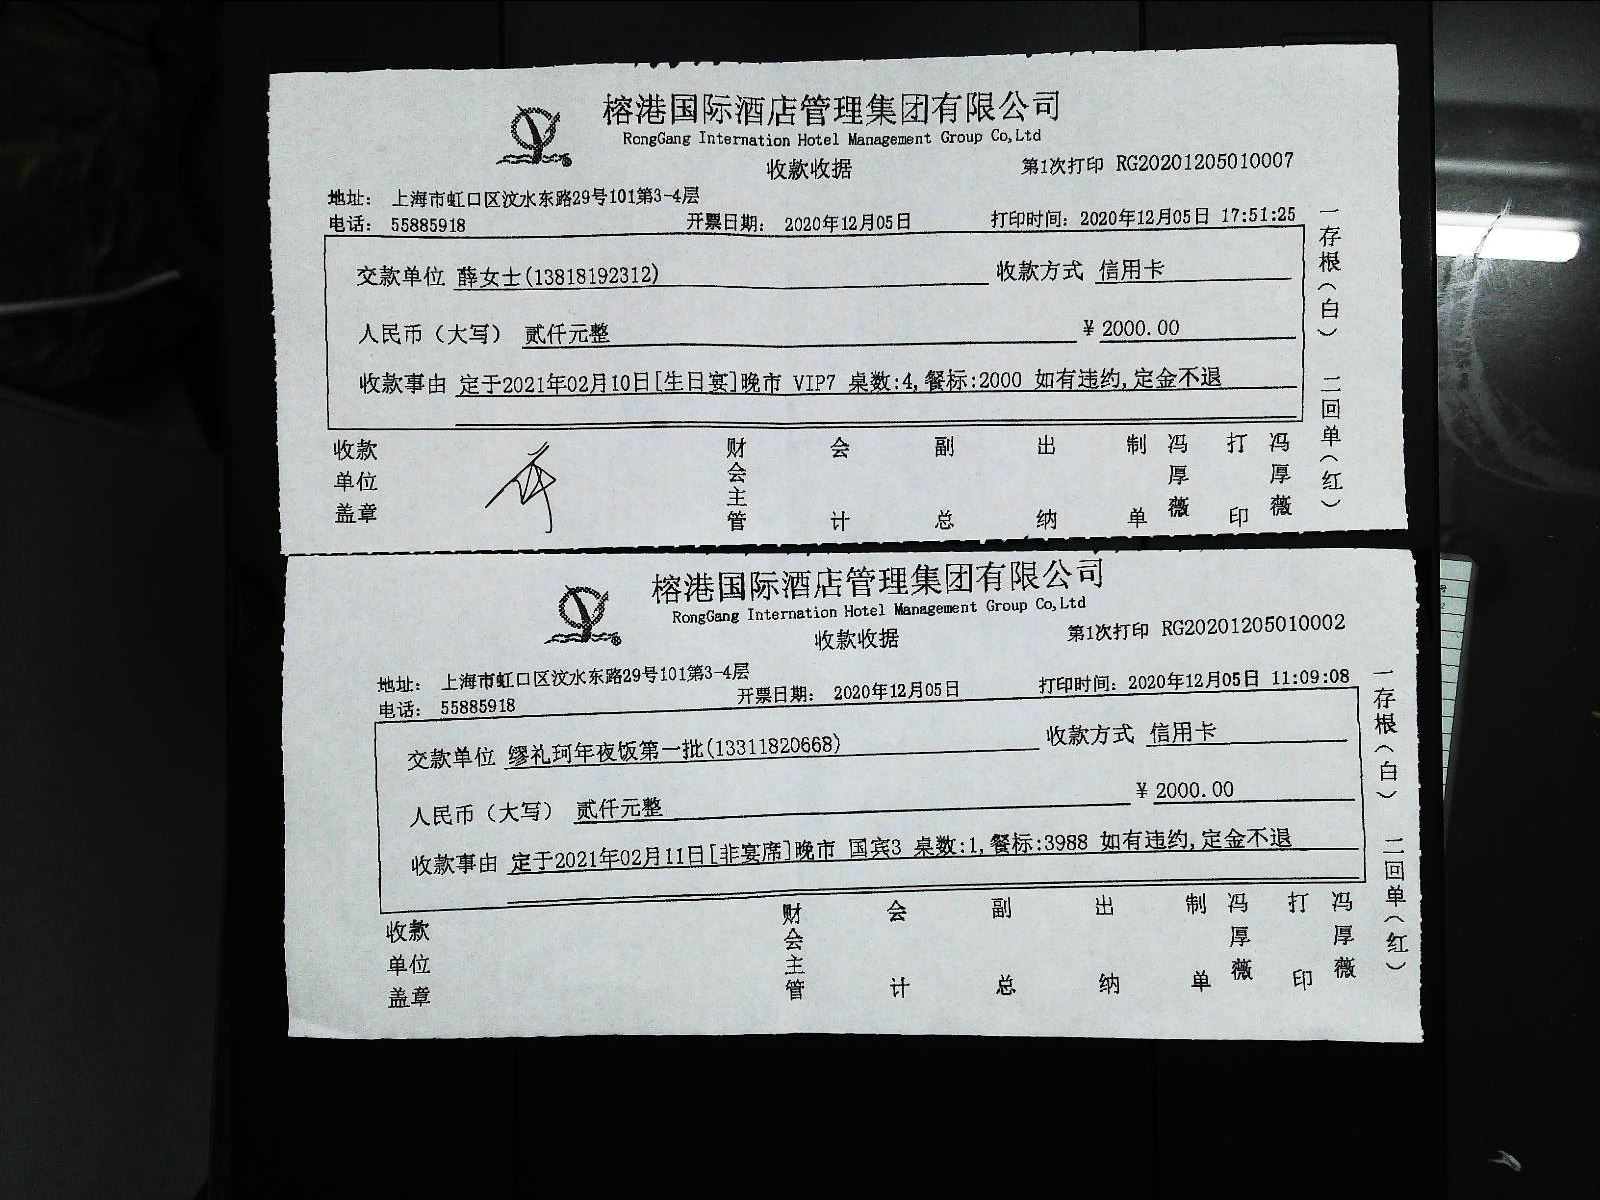 榕港国际酒店管理集团有限公司
RongGang Internation Hotel Management Group Co,Ltd
收款收据
第1次打印 RG20201205010007
地址： 上海市虹口区汶水东路29号101第3-4层
电话： 55885918 开票日期： 2020年12月05日 打印时间：2020年12月05日 17:51:25
交款单位 薛女士(13818192312) 收款方式 信用卡
人民币（大写） 贰仟元整 ¥2000.00
收款事由 定于2021年02月10日[生日宴]晚市 VIP7 桌数:4,餐标:2000 如有违约,定金不退
收款单位盖章 财会主管 会计 副总 出纳 制单 冯厚薇 打印 冯厚薇
一存根（白） 二回单（红）
榕港国际酒店管理集团有限公司
RongGang Internation Hotel Management Group Co,Ltd
收款收据
第1次打印 RG20201205010002
地址： 上海市虹口区汶水东路29号101第3-4层
电话： 55885918 开票日期： 2020年12月05日 打印时间：2020年12月05日 11:09:08
交款单位 缪礼珂年夜饭第一批(13311820668) 收款方式 信用卡
人民币（大写） 贰仟元整 ¥2000.00
收款事由 定于2021年02月11日[非宴席]晚市 国宾3 桌数:1,餐标:3988 如有违约,定金不退
收款单位盖章 财会主管 会计 副总 出纳 制单 冯厚薇 打印 冯厚薇
一存根（白） 二回单（红）